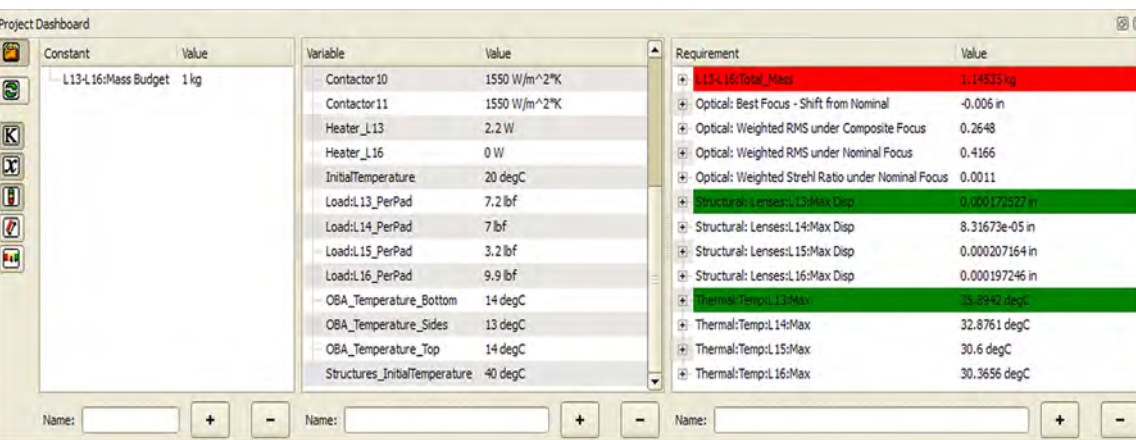 Project Dashboard
Constant Value
L13-L16:Mass Budget 1 kg
Name: + -
Variable Value
Contactor10 1550 W/m^2*K
Contactor11 1550 W/m^2*K
Heater_L13 2.2 W
Heater_L16 0 W
InitialTemperature 20 degC
Load:L13_PerPad 7.2 lbf
Load:L14_PerPad 7 lbf
Load:L15_PerPad 3.2 lbf
Load:L16_PerPad 9.9 lbf
OBA_Temperature_Bottom 14 degC
OBA_Temperature_Sides 13 degC
OBA_Temperature_Top 14 degC
Structures_InitialTemperature 40 degC
Name: + -
Requirement Value
L13-L16:Total_Mass 1.14535 kg
Optical: Best Focus - Shift from Nominal -0.006 in
Optical: Weighted RMS under Composite Focus 0.2648
Optical: Weighted RMS under Nominal Focus 0.4166
Optical: Weighted Strehl Ratio under Nominal Focus 0.0011
Structural: Lenses:L13:Max Disp 0.000172527 in
Structural: Lenses:L14:Max Disp 8.31673e-05 in
Structural: Lenses:L15:Max Disp 0.000207164 in
Structural: Lenses:L16:Max Disp 0.000197246 in
Thermal:Temp:L13:Max 35.8942 degC
Thermal:Temp:L14:Max 32.8761 degC
Thermal:Temp:L15:Max 30.6 degC
Thermal:Temp:L16:Max 30.3656 degC
Name: + -
K
x